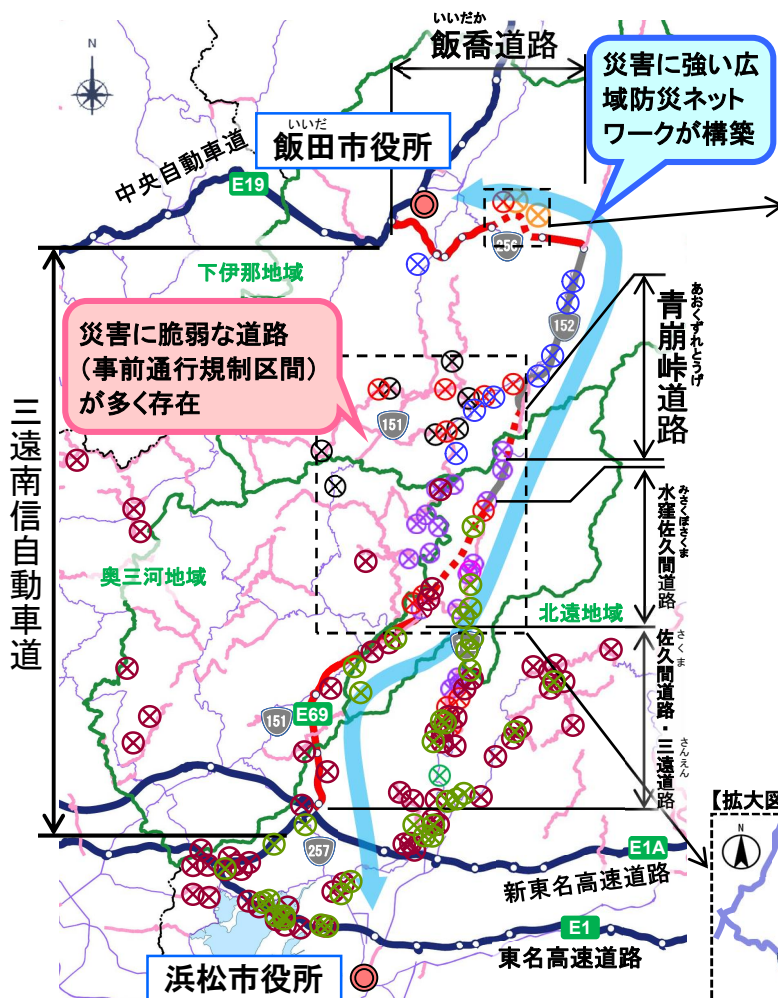 いいだか
飯喬道路
災害に強い広
域防災ネット
ワークが構築
N
いいだ
飯田市役所
中央自動車道
E19
256
下伊那地域
152
あおくずれとうげ
青崩峠道路
災害に脆弱な道路
（事前通行規制区間）
が多く存在
151
三遠南信自動車道
みさくぼさくま
水窪佐久間道路
奥三河地域
北遠地域
さくま
さんえん
佐久間道路・三遠道路
151
E69
257
E1A
新東名高速道路
E1
東名高速道路
浜松市役所
【拡大図
N